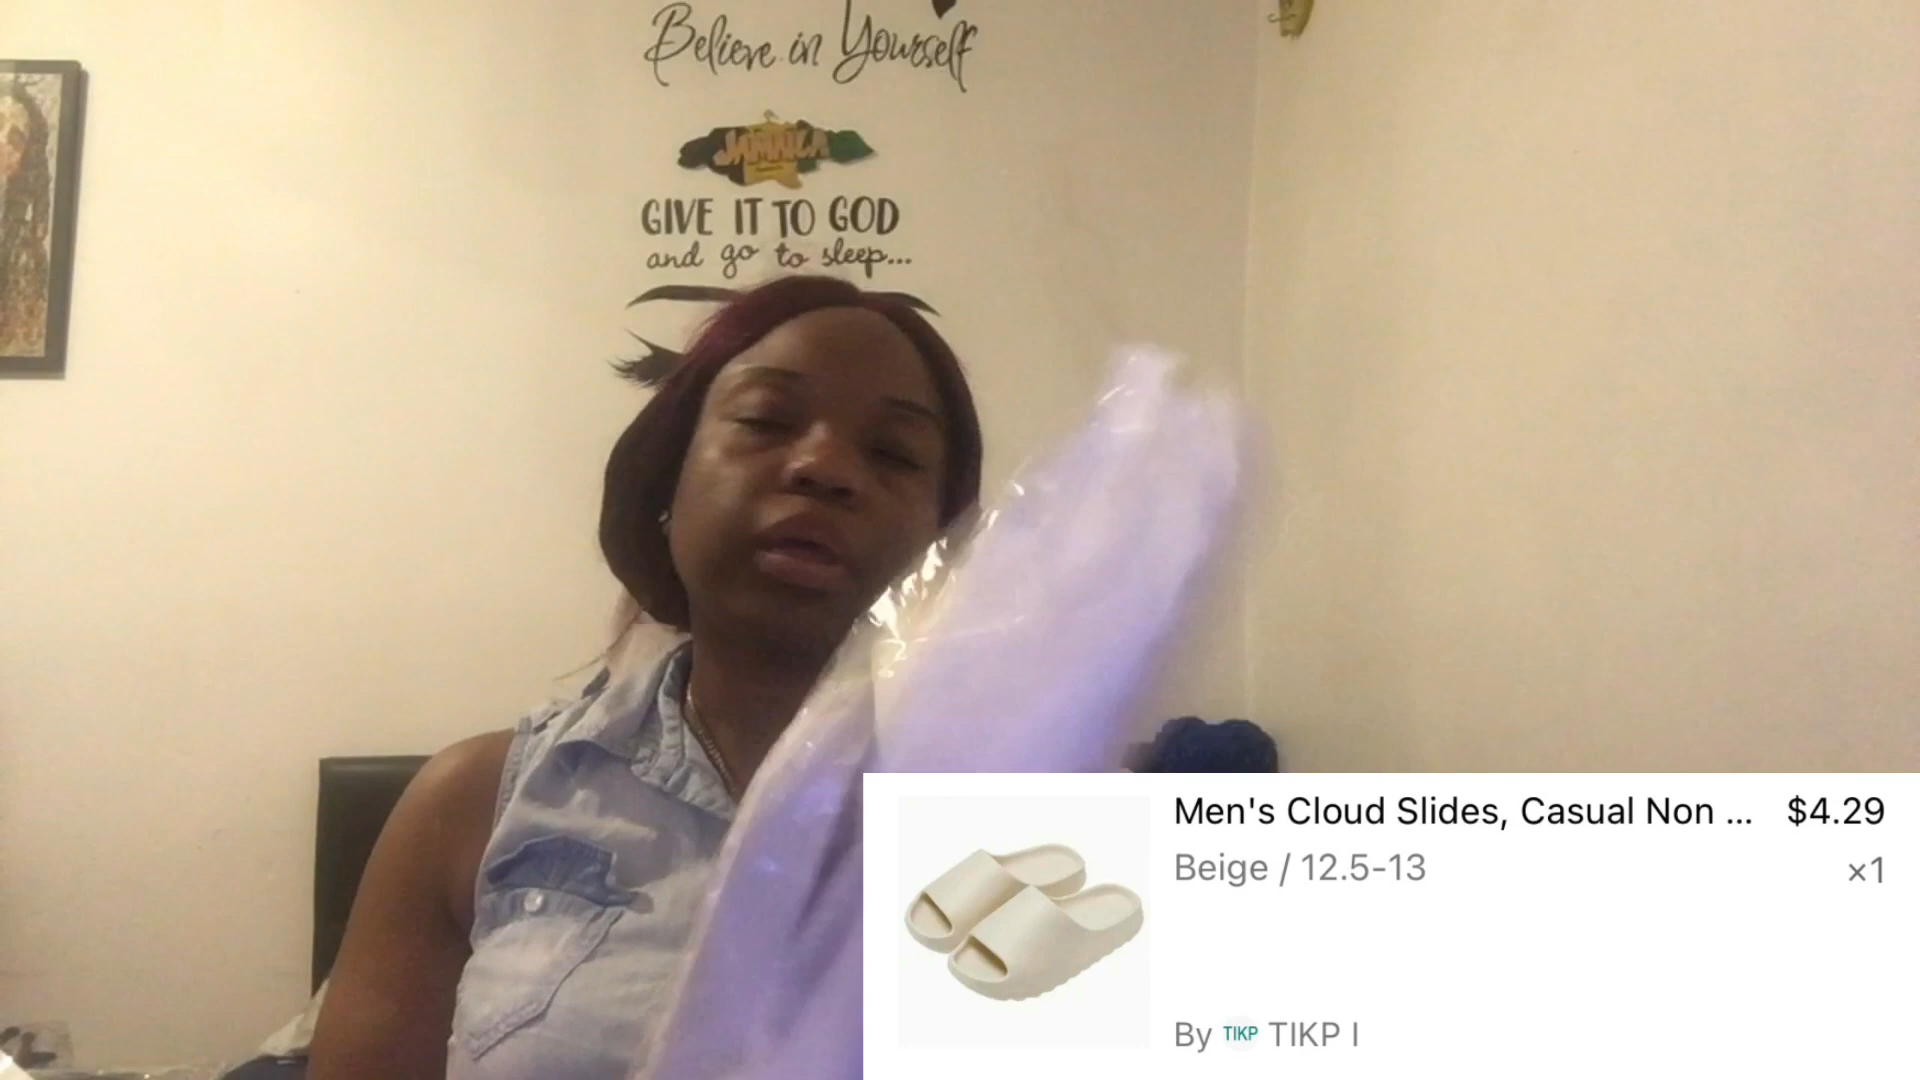 Believe in Yourself
JAMAICA
GIVE IT TO GOD
and go to sleep...
Men's Cloud Slides, Casual Non ... $4.29
Beige / 12.5-13 ×1
By TIKP TIKP I